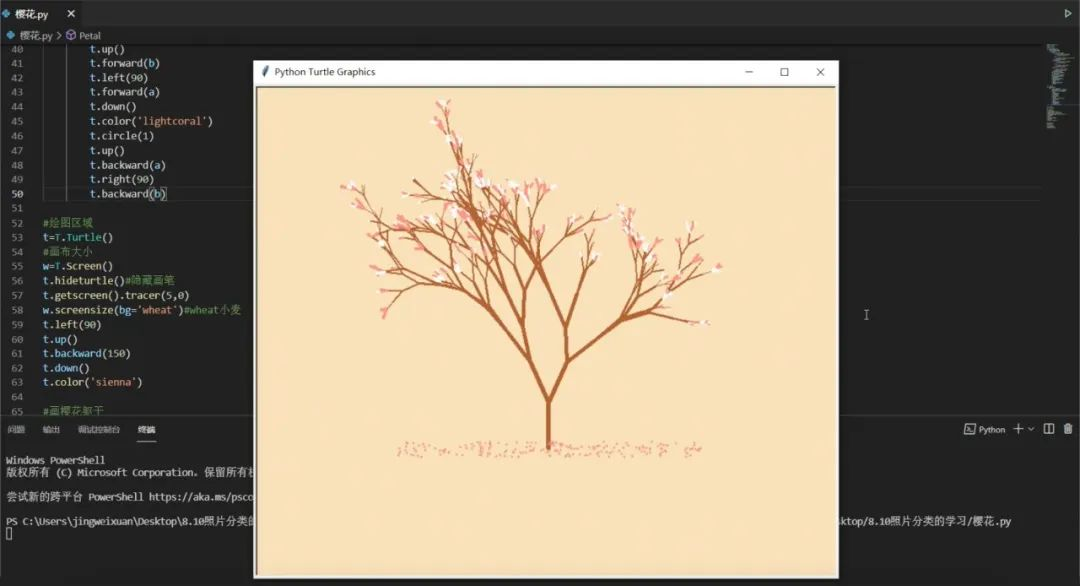 樱花.py
樱花.py > Petal
40 t.up()
41 t.forward(b)
42 t.left(90)
43 t.forward(a)
44 t.down()
45 t.color('lightcoral')
46 t.circle(1)
47 t.up()
48 t.backward(a)
49 t.right(90)
50 t.backward(b)
51
52 #绘图区域
53 t=T.Turtle()
54 #画布大小
55 w=T.Screen()
56 t.hideturtle()#隐藏画笔
57 t.getscreen().tracer(5,0)
58 w.screensize(bg='wheat')#wheat小麦
59 t.left(90)
60 t.up()
61 t.backward(150)
62 t.down()
63 t.color('sienna')
64
65 #画樱花躯干
Python Turtle Graphics
问题 输出 调试控制台 终端
Python
Windows PowerShell
版权所有 (C) Microsoft Corporation。保留所有
尝试新的跨平台 PowerShell https://aka.ms/psco
PS C:\Users\jingweixuan\Desktop\8.10照片分类的
ktop/8.10照片分类的学习/樱花.py